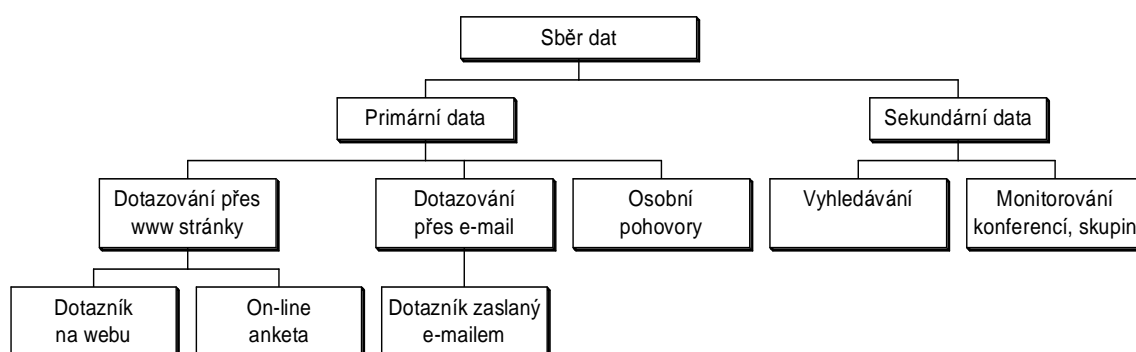 Sběr dat
Primární data
Sekundární data
Dotazování přes
www stránky
Dotazování
přes e-mail
Osobní
pohovory
Vyhledávání
Monitorování
konferencí, skupin
Dotazník
na webu
On-line
anketa
Dotazník zaslaný
e-mailem